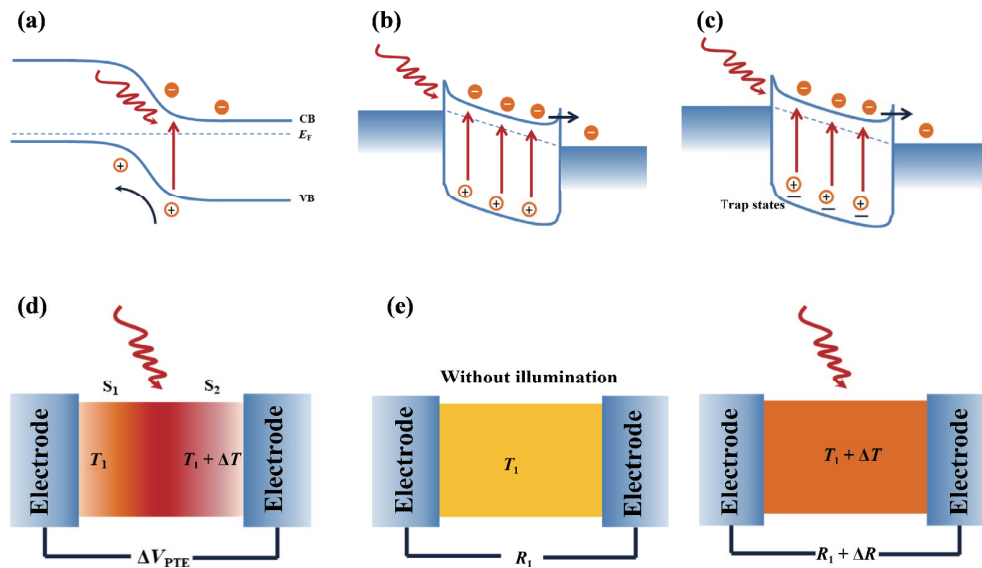 (a)
CB
E_F
VB
(b)
(c)
Trap states
(d)
S₁
S₂
Electrode
T₁
T₁ + ΔT
Electrode
ΔV_PTE
(e)
Without illumination
Electrode
T₁
Electrode
R₁
Electrode
T₁ + ΔT
Electrode
R₁ + ΔR